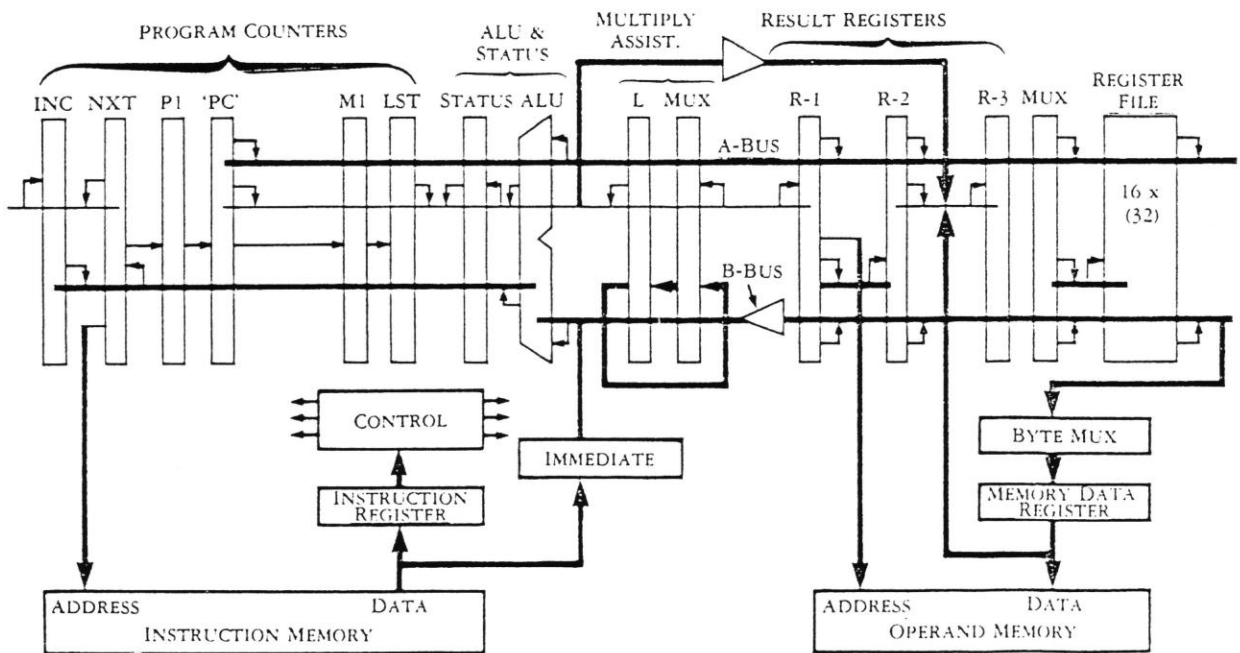 PROGRAM COUNTERS
ALU &
STATUS
MULTIPLY
ASSIST.
RESULT REGISTERS
INC NXT P1 'PC' M1 LST STATUS ALU L MUX R-1 R-2 R-3 MUX
REGISTER
FILE
A-BUS
16 x
(32)
B-BUS
CONTROL
IMMEDIATE
BYTE MUX
INSTRUCTION
REGISTER
MEMORY DATA
REGISTER
ADDRESS DATA
INSTRUCTION MEMORY
ADDRESS DATA
OPERAND MEMORY